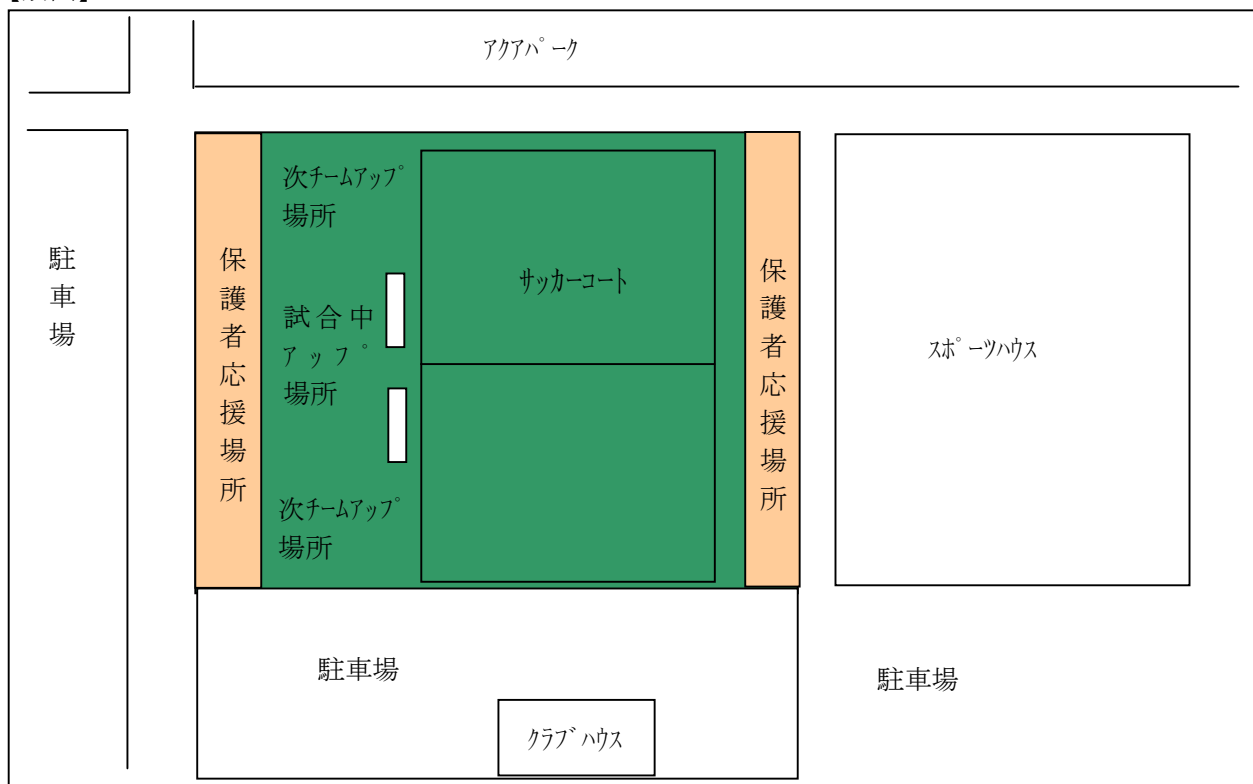 アクアパーク
次チームアップ
場所
サッカーコート
試合中
アップ
場所
次チームアップ
場所
保護者応援場所
保護者応援場所
駐車場
スポーツハウス
駐車場
駐車場
クラブハウス